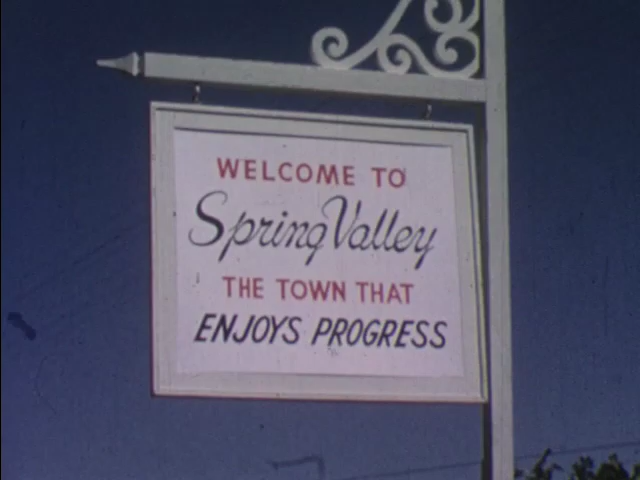 WELCOME TO
Spring Valley
THE TOWN THAT
ENJOYS PROGRESS